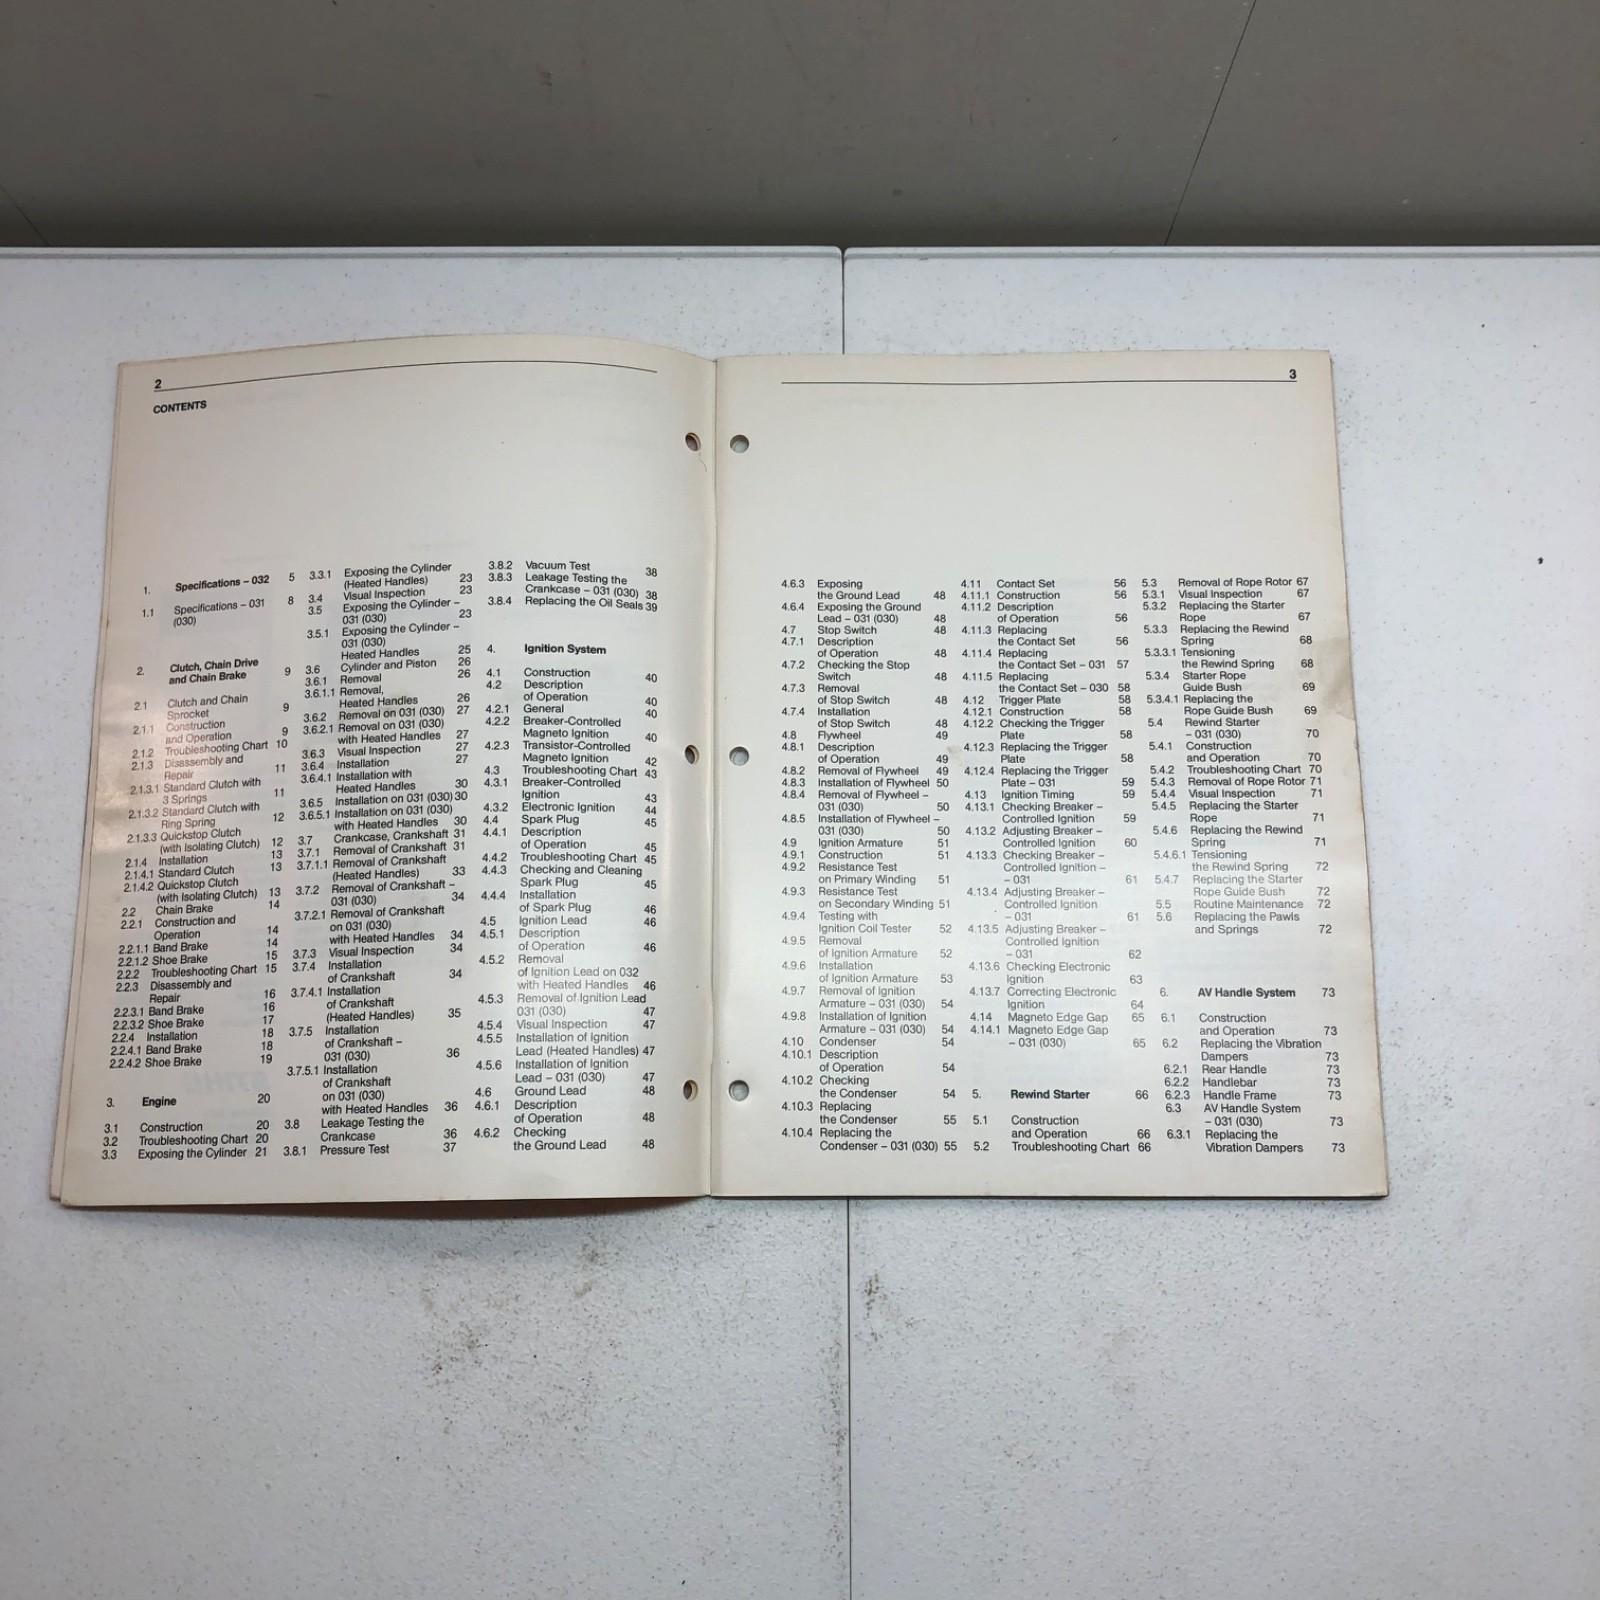 2
CONTENTS
1. Specifications – 032 5
1.1 Specifications – 031 8
(030)
2. Clutch, Chain Drive
and Chain Brake 9
2.1 Clutch and Chain
Sprocket 9
2.1.1 Construction
and Operation 9
2.1.2 Troubleshooting Chart 10
2.1.3 Disassembly and
Repair 11
2.1.3.1 Standard Clutch with
3 Springs 11
2.1.3.2 Standard Clutch with
Ring Spring 12
2.1.3.3 Quickstop Clutch
(with Isolating Clutch) 12
2.1.4 Installation 13
2.1.4.1 Standard Clutch 13
2.1.4.2 Quickstop Clutch
(with Isolating Clutch) 13
2.2 Chain Brake 14
2.2.1 Construction and
Operation 14
2.2.1.1 Band Brake 14
2.2.1.2 Shoe Brake 15
2.2.2 Troubleshooting Chart 15
2.2.3 Disassembly and
Repair 16
2.2.3.1 Band Brake 16
2.2.3.2 Shoe Brake 17
2.2.4 Installation 18
2.2.4.1 Band Brake 18
2.2.4.2 Shoe Brake 19
3. Engine 20
3.1 Construction 20
3.2 Troubleshooting Chart 20
3.3 Exposing the Cylinder 21
3.3.1 Exposing the Cylinder
(Heated Handles) 23
3.4 Visual Inspection 23
3.5 Exposing the Cylinder –
031 (030) 23
3.5.1 Exposing the Cylinder –
031 (030)
Heated Handles 25
3.6 Cylinder and Piston 26
3.6.1 Removal 26
3.6.1.1 Removal,
Heated Handles 26
3.6.2 Removal on 031 (030) 27
3.6.2.1 Removal on 031 (030)
with Heated Handles 27
3.6.3 Visual Inspection 27
3.6.4 Installation 27
3.6.4.1 Installation with
Heated Handles 30
3.6.5 Installation on 031 (030) 30
3.6.5.1 Installation on 031 (030)
with Heated Handles 30
3.7 Crankcase, Crankshaft 31
3.7.1 Removal of Crankshaft 31
3.7.1.1 Removal of Crankshaft
(Heated Handles) 33
3.7.2 Removal of Crankshaft –
031 (030) 34
3.7.2.1 Removal of Crankshaft
on 031 (030)
with Heated Handles 34
3.7.3 Visual Inspection 34
3.7.4 Installation
of Crankshaft 34
3.7.4.1 Installation
of Crankshaft
(Heated Handles) 35
3.7.5 Installation
of Crankshaft –
031 (030) 36
3.7.5.1 Installation
of Crankshaft
on 031 (030)
with Heated Handles 36
3.8 Leakage Testing the
Crankcase 36
3.8.1 Pressure Test 37
3.8.2 Vacuum Test 38
3.8.3 Leakage Testing the
Crankcase – 031 (030) 38
3.8.4 Replacing the Oil Seals 39
4. Ignition System
4.1 Construction 40
4.2 Description
of Operation 40
4.2.1 General 40
4.2.2 Breaker-Controlled
Magneto Ignition 40
4.2.3 Transistor-Controlled
Magneto Ignition 42
4.3 Troubleshooting Chart 43
4.3.1 Breaker-Controlled
Ignition 43
4.3.2 Electronic Ignition 44
4.4 Spark Plug 45
4.4.1 Description
of Operation 45
4.4.2 Troubleshooting Chart 45
4.4.3 Checking and Cleaning
Spark Plug 45
4.4.4 Installation
of Spark Plug 46
4.5 Ignition Lead 46
4.5.1 Description
of Operation 46
4.5.2 Removal
of Ignition Lead on 032
with Heated Handles 46
4.5.3 Removal of Ignition Lead
031 (030) 47
4.5.4 Visual Inspection 47
4.5.5 Installation of Ignition
Lead (Heated Handles) 47
4.5.6 Installation of Ignition
Lead – 031 (030) 47
4.6 Ground Lead 48
4.6.1 Description
of Operation 48
4.6.2 Checking
the Ground Lead 48
3
4.6.3 Exposing
the Ground Lead 48
4.6.4 Exposing the Ground
Lead – 031 (030) 48
4.7 Stop Switch 48
4.7.1 Description
of Operation 48
4.7.2 Checking the Stop
Switch 48
4.7.3 Removal
of Stop Switch 48
4.7.4 Installation
of Stop Switch 48
4.8 Flywheel 49
4.8.1 Description
of Operation 49
4.8.2 Removal of Flywheel 49
4.8.3 Installation of Flywheel 50
4.8.4 Removal of Flywheel –
031 (030) 50
4.8.5 Installation of Flywheel –
031 (030) 50
4.9 Ignition Armature 51
4.9.1 Construction 51
4.9.2 Resistance Test
on Primary Winding 51
4.9.3 Resistance Test
on Secondary Winding 51
4.9.4 Testing with
Ignition Coil Tester 52
4.9.5 Removal
of Ignition Armature 52
4.9.6 Installation
of Ignition Armature 53
4.9.7 Removal of Ignition
Armature – 031 (030) 54
4.9.8 Installation of Ignition
Armature – 031 (030) 54
4.10 Condenser 54
4.10.1 Description
of Operation 54
4.10.2 Checking
the Condenser 54
4.10.3 Replacing
the Condenser 55
4.10.4 Replacing the
Condenser – 031 (030) 55
4.11 Contact Set 56
4.11.1 Construction 56
4.11.2 Description
of Operation 56
4.11.3 Replacing
the Contact Set 56
4.11.4 Replacing
the Contact Set – 031 57
4.11.5 Replacing
the Contact Set – 030 58
4.12 Trigger Plate 58
4.12.1 Construction 58
4.12.2 Checking the Trigger
Plate 58
4.12.3 Replacing the Trigger
Plate 58
4.12.4 Replacing the Trigger
Plate – 031 59
4.13 Ignition Timing 59
4.13.1 Checking Breaker –
Controlled Ignition 59
4.13.2 Adjusting Breaker –
Controlled Ignition 60
4.13.3 Checking Breaker –
Controlled Ignition –
– 031 61
4.13.4 Adjusting Breaker –
Controlled Ignition
– 031 61
4.13.5 Adjusting Breaker –
Controlled Ignition
– 031 62
4.13.6 Checking Electronic
Ignition 63
4.13.7 Correcting Electronic
Ignition 64
4.14 Magneto Edge Gap 65
4.14.1 Magneto Edge Gap
– 031 (030) 65
5. Rewind Starter 66
5.1 Construction
and Operation 66
5.2 Troubleshooting Chart 66
5.3 Removal of Rope Rotor 67
5.3.1 Visual Inspection 67
5.3.2 Replacing the Starter
Rope 67
5.3.3 Replacing the Rewind
Spring 68
5.3.3.1 Tensioning
the Rewind Spring 68
5.3.4 Starter Rope
Guide Bush 69
5.3.4.1 Replacing the
Rope Guide Bush 69
5.4 Rewind Starter
– 031 (030) 70
5.4.1 Construction
and Operation 70
5.4.2 Troubleshooting Chart 70
5.4.3 Removal of Rope Rotor 71
5.4.4 Visual Inspection 71
5.4.5 Replacing the Starter
Rope 71
5.4.6 Replacing the Rewind
Spring 71
5.4.6.1 Tensioning
the Rewind Spring 72
5.4.7 Replacing the Starter
Rope Guide Bush 72
5.5 Routine Maintenance 72
5.6 Replacing the Pawls
and Springs 72
6. AV Handle System 73
6.1 Construction
and Operation 73
6.2 Replacing the Vibration
Dampers 73
6.2.1 Rear Handle 73
6.2.2 Handlebar 73
6.2.3 Handle Frame 73
6.3 AV Handle System
– 031 (030) 73
6.3.1 Replacing the
Vibration Dampers 73